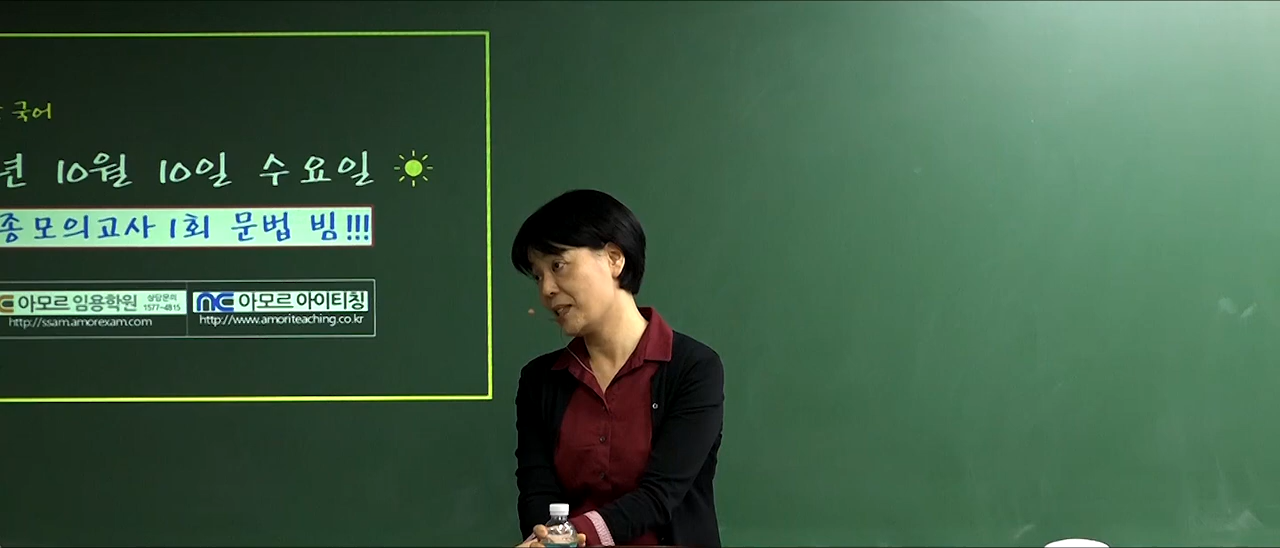 국어
년 10월 10일 수요일
종모의고사 1회 문법 빔!!!
아모르 임용학원 상담문의 1577-4815 아모르 아이티칭
http://ssam.amorexam.com http://www.amoriteaching.co.kr